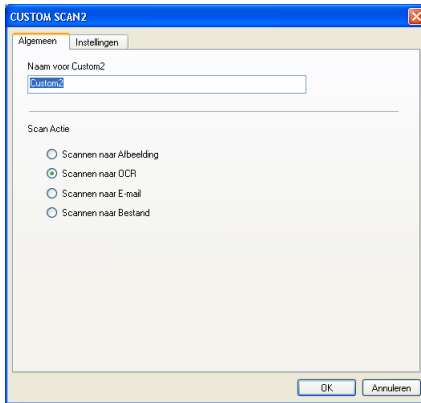 CUSTOM SCAN2
Algemeen Instellingen
Naam voor Custom2
Custom2
Scan Actie
Scannen naar Afbeelding
Scannen naar OCR
Scannen naar E-mail
Scannen naar Bestand
OK Annuleren